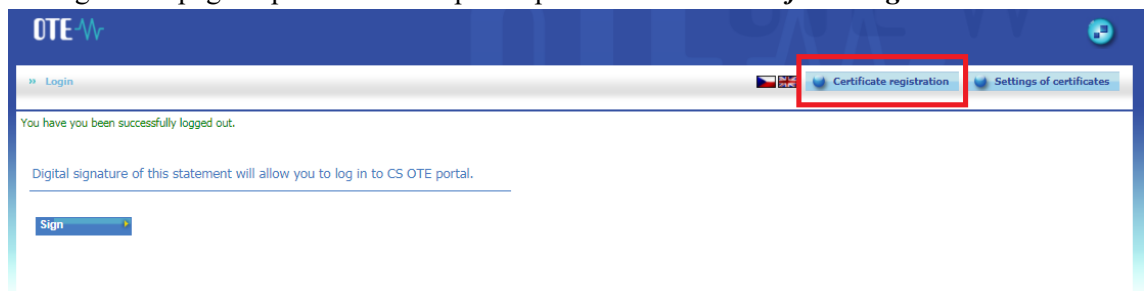 OTE
» Login
Certificate registration
Settings of certificates
You have you been successfully logged out.
Digital signature of this statement will allow you to log in to CS OTE portal.
Sign